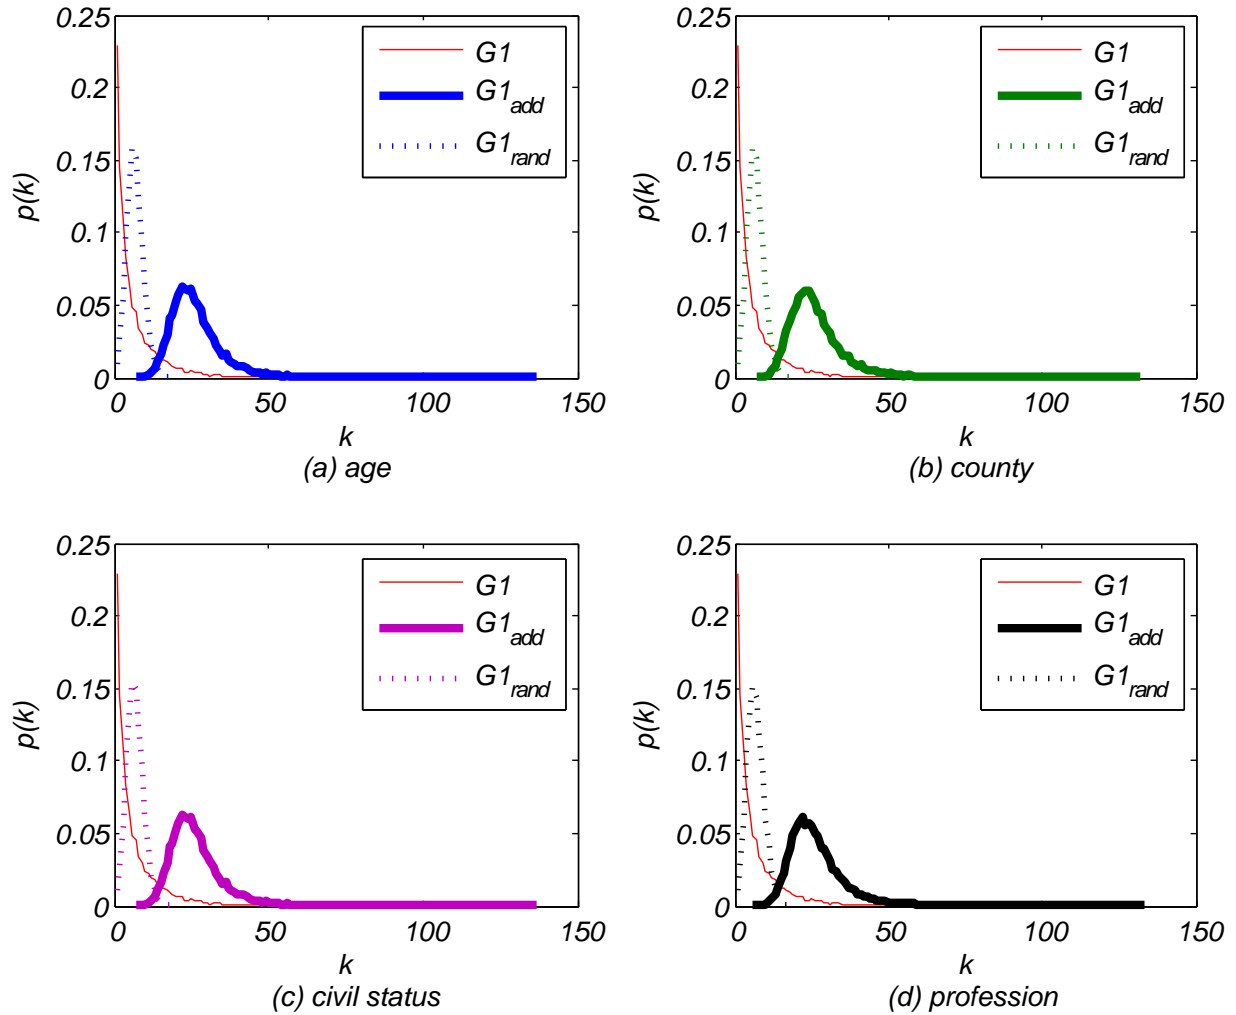 0.25
0.2
0.15
0.1
0.05
0
p(k)
G1
G1add
G1rand
0 50 100 150
k
(a) age
0.25
0.2
0.15
0.1
0.05
0
p(k)
G1
G1add
G1rand
0 50 100 150
k
(b) county
0.25
0.2
0.15
0.1
0.05
0
p(k)
G1
G1add
G1rand
0 50 100 150
k
(c) civil status
0.25
0.2
0.15
0.1
0.05
0
p(k)
G1
G1add
G1rand
0 50 100 150
k
(d) profession